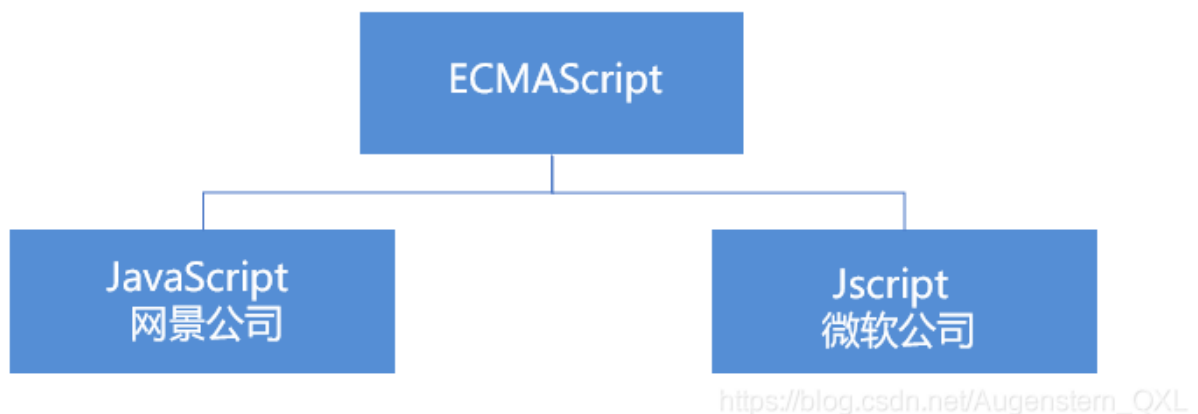 ECMAScript
JavaScript
网景公司
Jscript
微软公司
https://blog.csdn.net/Augenstern_QXL